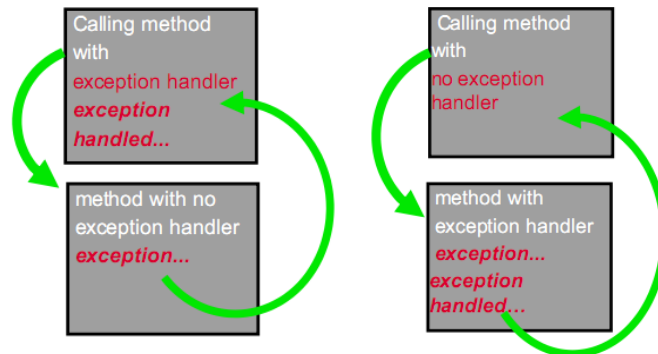 Calling method
with
exception handler
exception
handled...
method with no
exception handler
exception...
Calling method
with
no exception
handler
method with
exception handler
exception...
exception
handled...